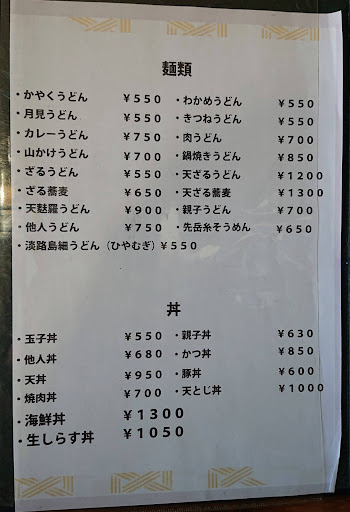 麺類
・かやくうどん ￥550 ・わかめうどん ￥550
・月見うどん ￥550 ・きつねうどん ￥550
・カレーうどん ￥750 ・肉うどん ￥700
・山かけうどん ￥700 ・鍋焼きうどん ￥850
・ざるうどん ￥550 ・天ざるうどん ￥1200
・ざる蕎麦 ￥650 ・天ざる蕎麦 ￥1300
・天麩羅うどん ￥900 ・親子うどん ￥700
・他人うどん ￥750 ・先岳糸そうめん ￥650
・淡路島細うどん（ひやむぎ）￥550
丼
・玉子丼 ￥550 ・親子丼 ￥630
・他人丼 ￥680 ・かつ丼 ￥850
・天丼 ￥950 ・豚丼 ￥600
・焼肉丼 ￥700 ・天とじ丼 ￥1000
・海鮮丼 ￥1300
・生しらす丼 ￥1050